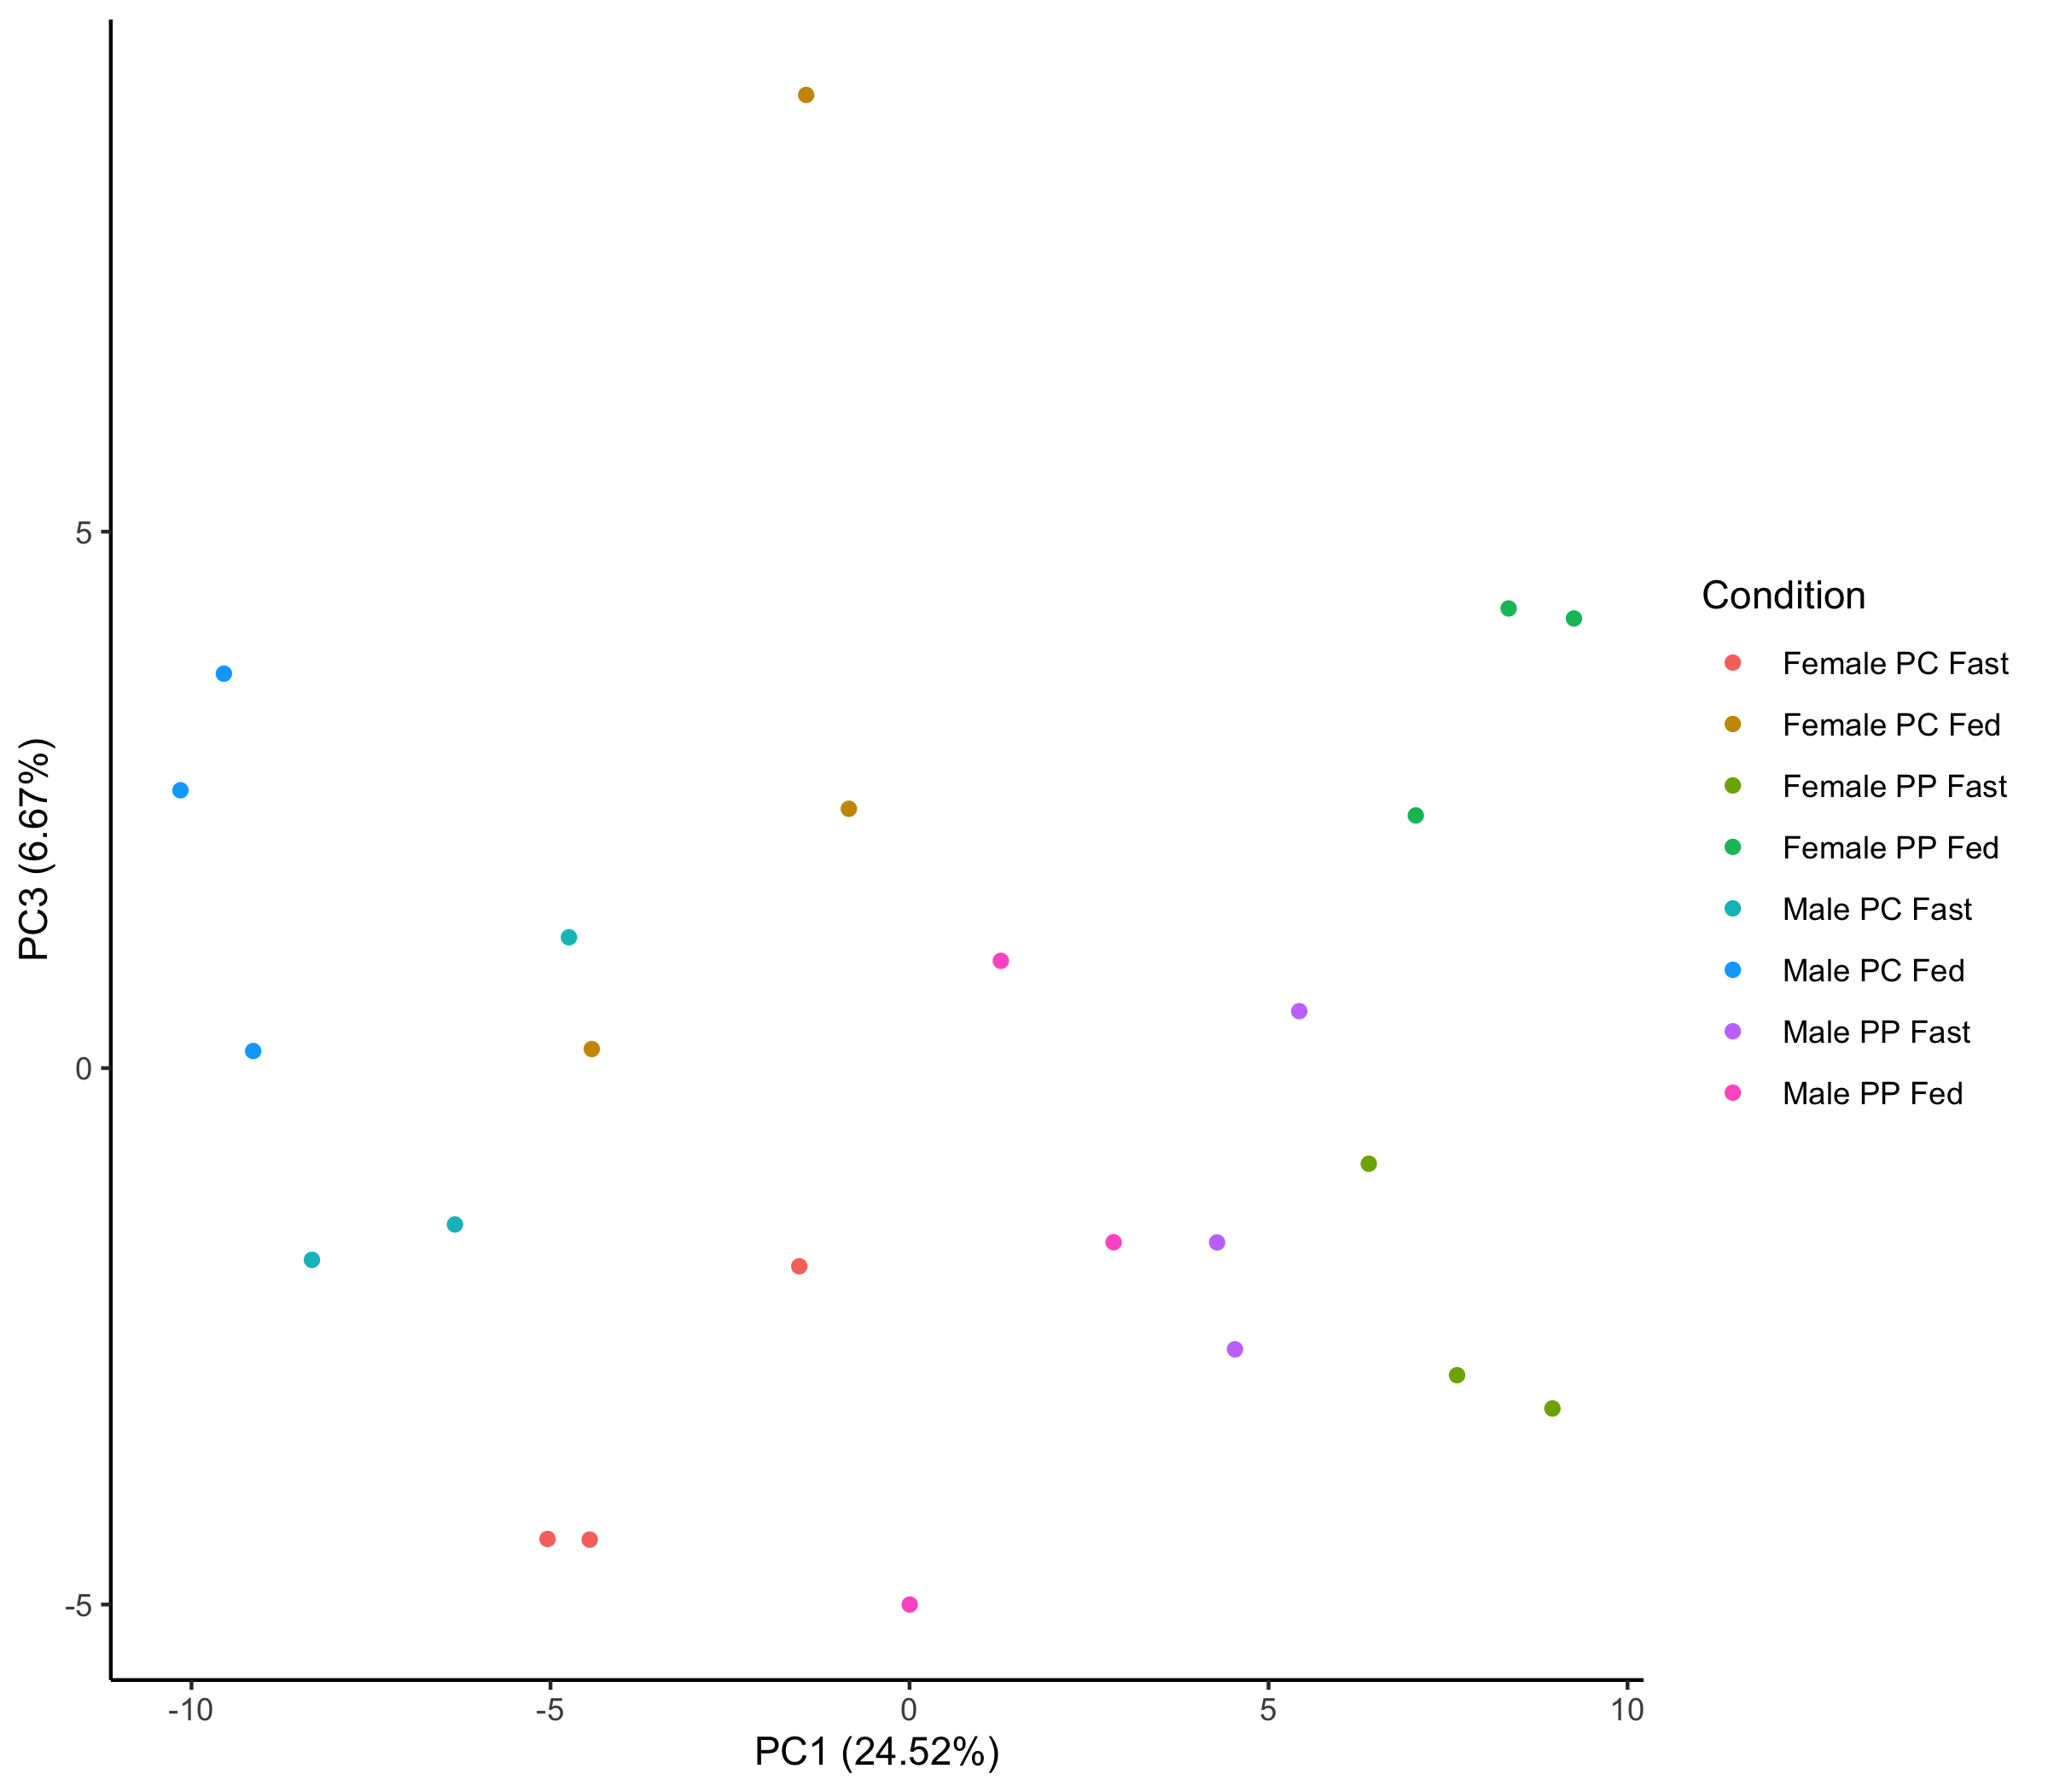 5
0
-5
PC3 (6.67%)
-10
-5
0
5
10
PC1 (24.52%)
Condition
Female PC Fast
Female PC Fed
Female PP Fast
Female PP Fed
Male PC Fast
Male PC Fed
Male PP Fast
Male PP Fed